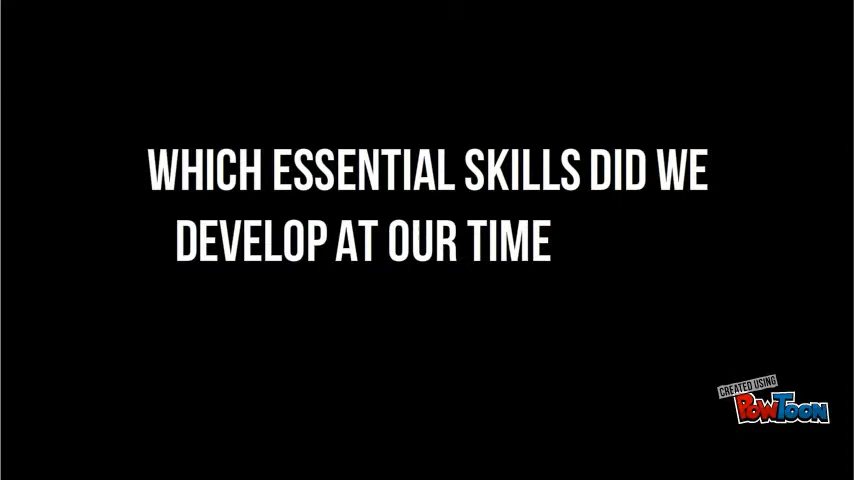 WHICH ESSENTIAL SKILLS DID WE
DEVELOP AT OUR TIME
CREATED USING
POWTOON